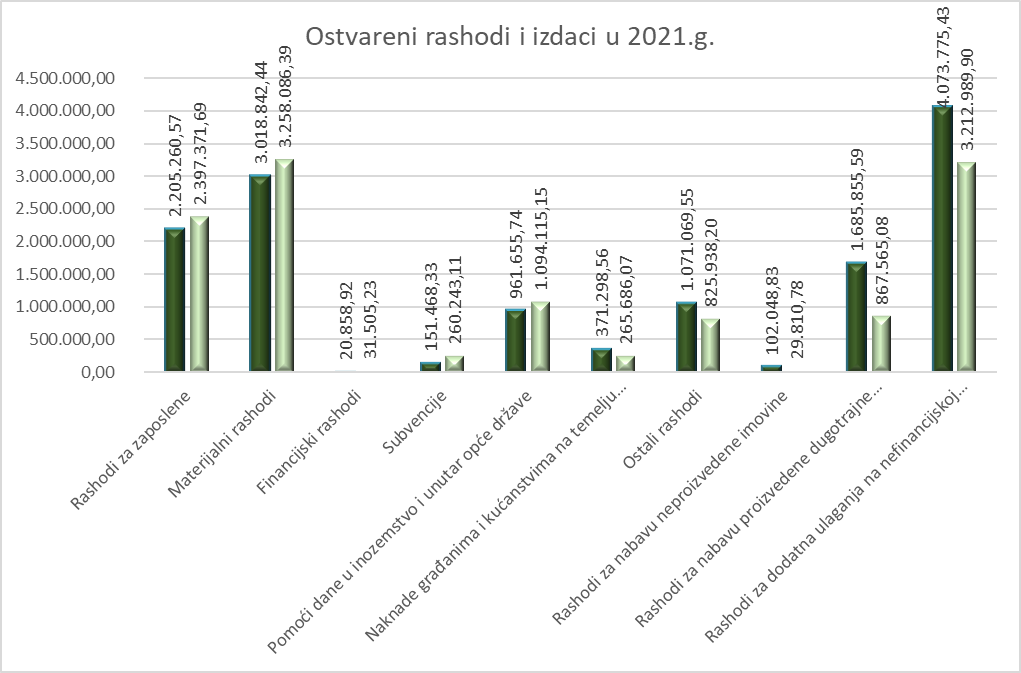 Ostvareni rashodi i izdaci u 2021.g.
4.500.000,00
4.000.000,00
3.500.000,00
3.000.000,00
2.500.000,00
2.000.000,00
1.500.000,00
1.000.000,00
500.000,00
0,00
2.205.260,57
2.397.371,69
3.018.842,44
3.258.086,39
20.858,92
31.505,23
151.468,33
260.243,11
961.655,74
1.094.115,15
371.298,56
265.686,07
1.071.069,55
825.938,20
102.048,83
29.810,78
1.685.855,59
867.565,08
4.073.775,43
3.212.989,90
Rashodi za zaposlene
Materijalni rashodi
Financijski rashodi
Subvencije
Pomoći dane u inozemstvo i unutar opće države
Naknade građanima i kućanstvima na temelju...
Ostali rashodi
Rashodi za nabavu neproizvedene imovine
Rashodi za nabavu proizvedene dugotrajne...
Rashodi za dodatna ulaganja na nefinancijskoj...